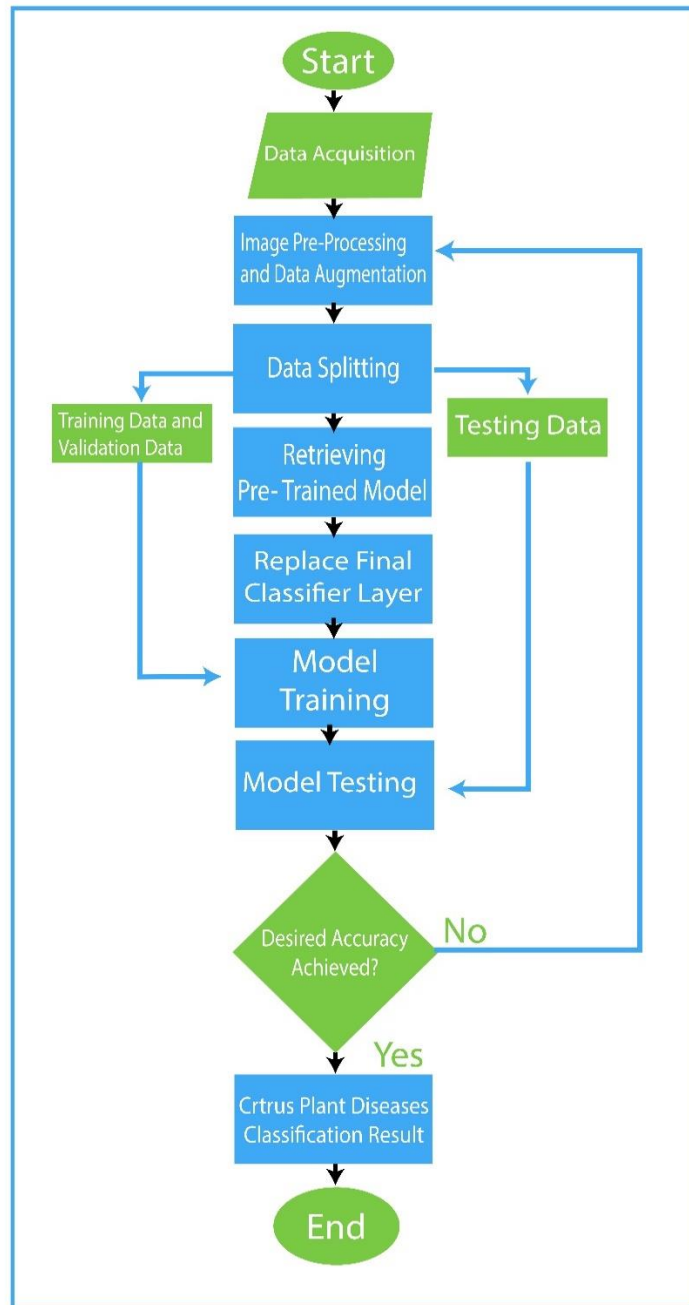 Start
Data Acquisition
Image Pre-Processing
and Data Augmentation
Data Splitting
Training Data and
Validation Data
Testing Data
Retrieving
Pre- Trained Model
Replace Final
Classifier Layer
Model
Training
Model Testing
Desired Accuracy
Achieved?
No
Yes
Crtrus Plant Diseases
Classification Result
End